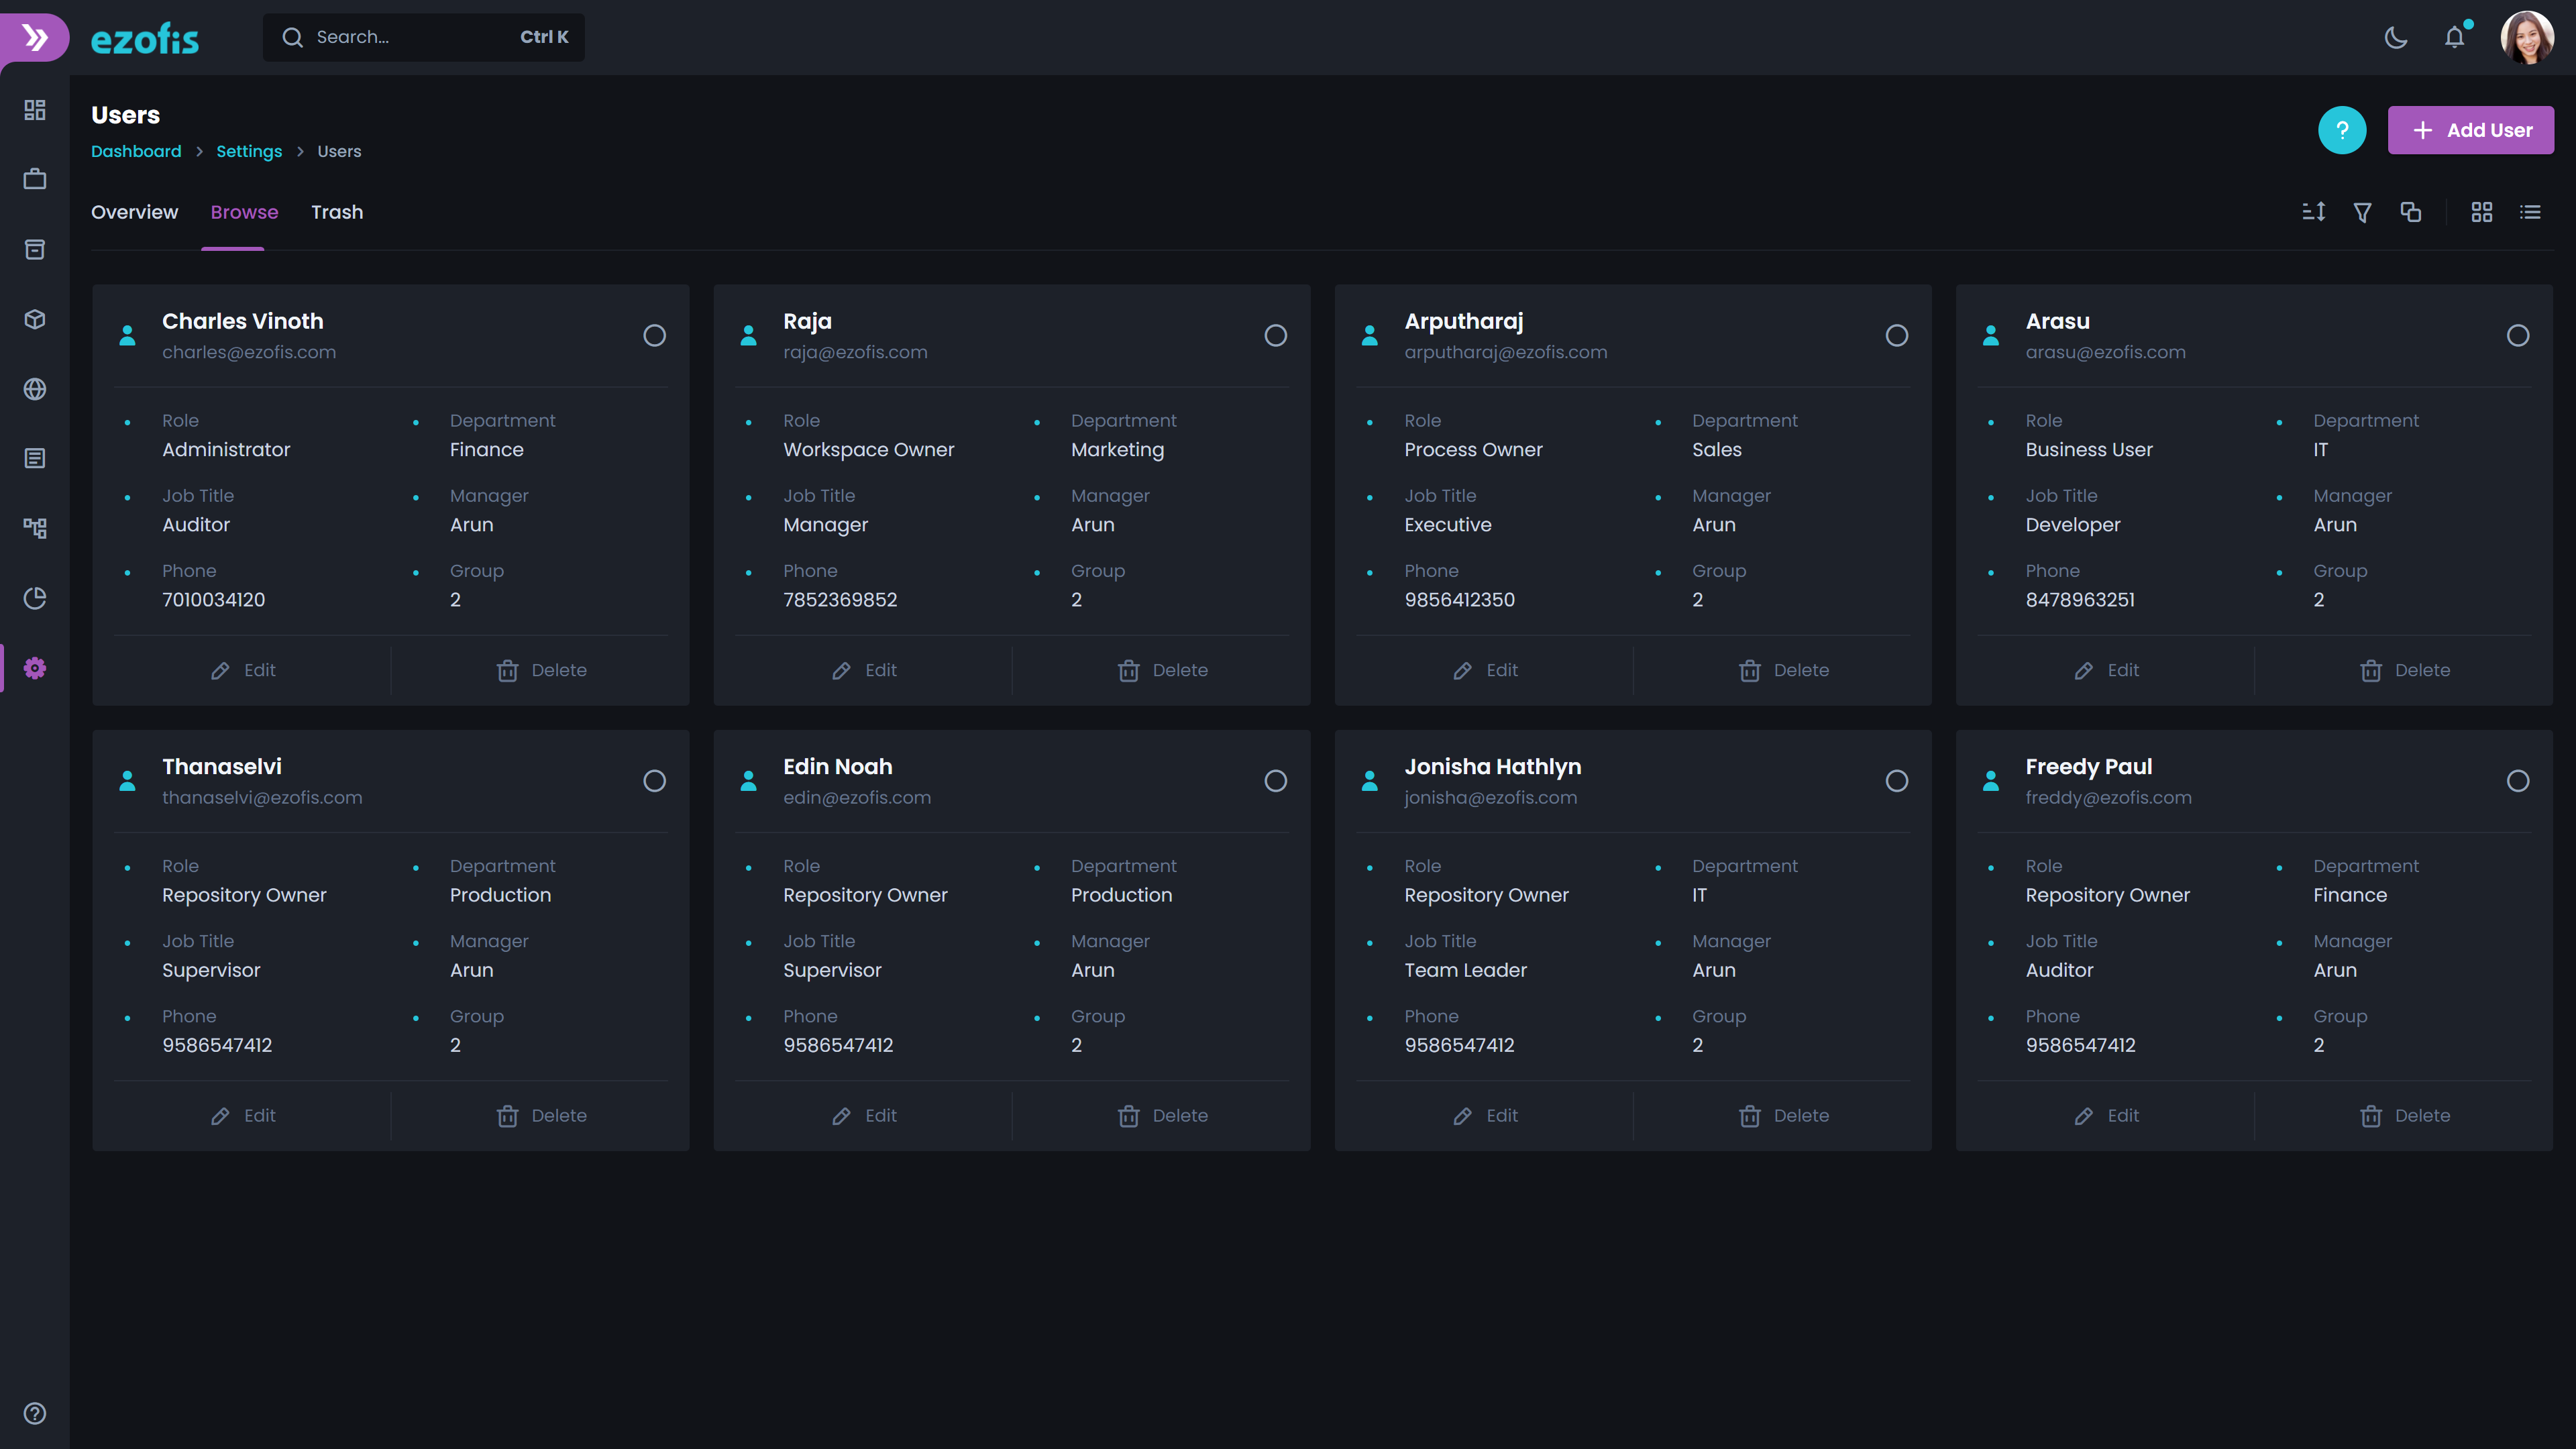 ezofis
Search...
Ctrl K
Users
Dashboard > Settings > Users
?
Add User
Overview
Browse
Trash
Charles Vinoth
charles@ezofis.com
Role
Administrator
Department
Finance
Job Title
Auditor
Manager
Arun
Phone
7010034120
Group
2
Edit
Delete
Raja
raja@ezofis.com
Role
Workspace Owner
Department
Marketing
Job Title
Manager
Manager
Arun
Phone
7852369852
Group
2
Edit
Delete
Arputharaj
arputharaj@ezofis.com
Role
Process Owner
Department
Sales
Job Title
Executive
Manager
Arun
Phone
9856412350
Group
2
Edit
Delete
Arasu
arasu@ezofis.com
Role
Business User
Department
IT
Job Title
Developer
Manager
Arun
Phone
8478963251
Group
2
Edit
Delete
Thanaselvi
thanaselvi@ezofis.com
Role
Repository Owner
Department
Production
Job Title
Supervisor
Manager
Arun
Phone
9586547412
Group
2
Edit
Delete
Edin Noah
edin@ezofis.com
Role
Repository Owner
Department
Production
Job Title
Supervisor
Manager
Arun
Phone
9586547412
Group
2
Edit
Delete
Jonisha Hathlyn
jonisha@ezofis.com
Role
Repository Owner
Department
IT
Job Title
Team Leader
Manager
Arun
Phone
9586547412
Group
2
Edit
Delete
Freedy Paul
freddy@ezofis.com
Role
Repository Owner
Department
Finance
Job Title
Auditor
Manager
Arun
Phone
9586547412
Group
2
Edit
Delete